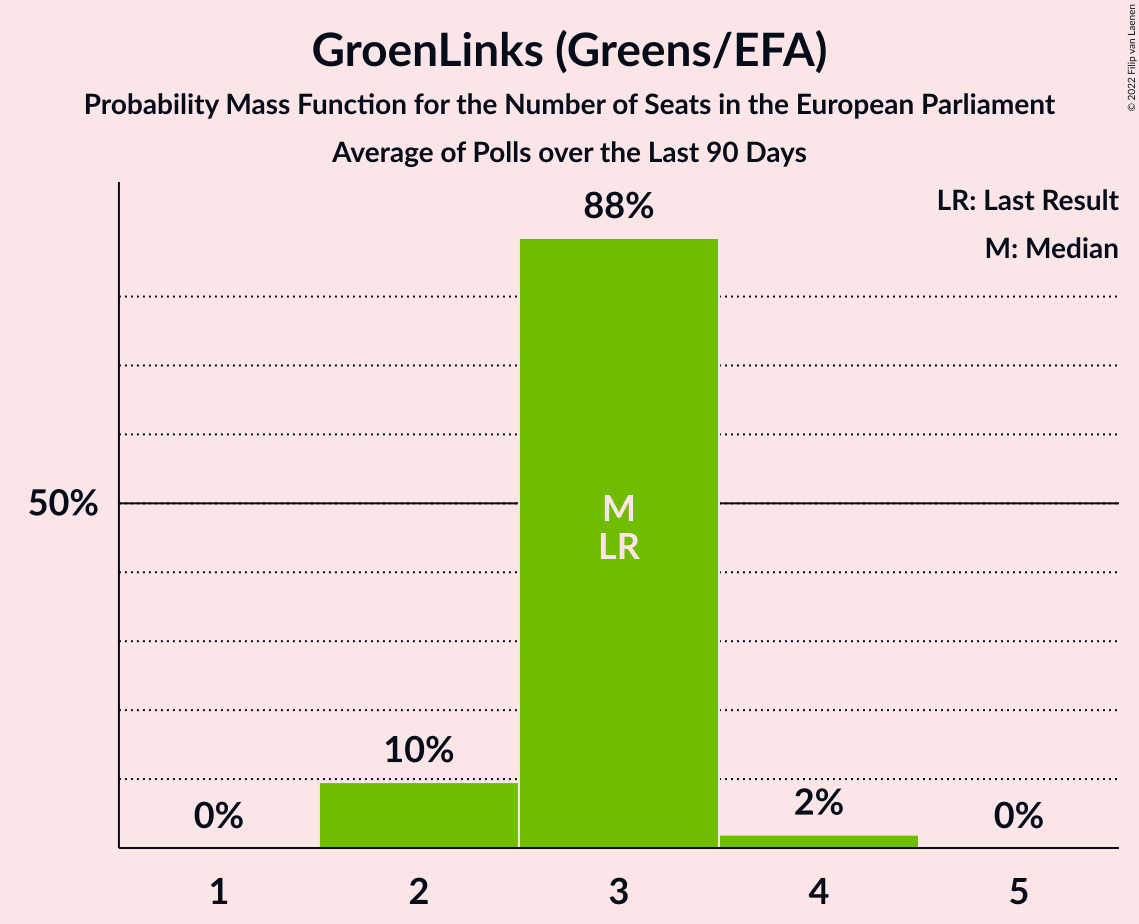 GroenLinks (Greens/EFA)
Probability Mass Function for the Number of Seats in the European Parliament
Average of Polls over the Last 90 Days
© 2022 Filip van Laenen
LR: Last Result
M: Median
88%
50%
M
LR
10%
0%
2%
0%
1 2 3 4 5